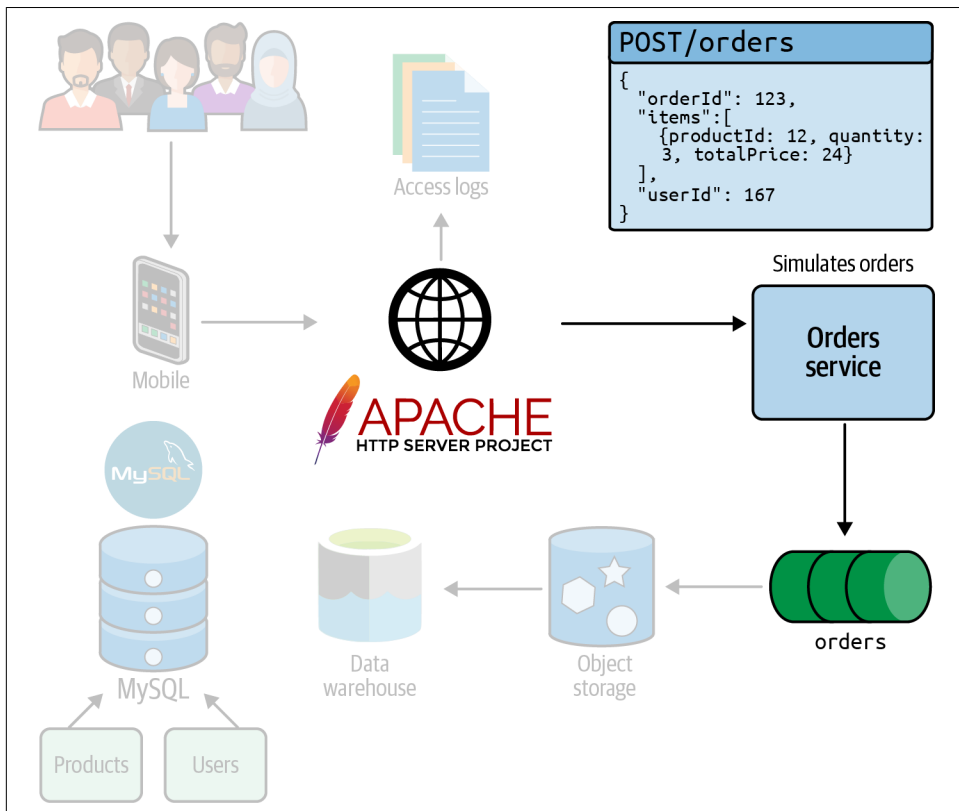 POST/orders
{
"orderId": 123,
"items":[
{productId: 12, quantity:
3, totalPrice: 24}
],
"userId": 167
}
Access logs
Simulates orders
Orders
service
Mobile
APACHE
HTTP SERVER PROJECT
MySQL
orders
Data
warehouse
Object
storage
MySQL
Products
Users